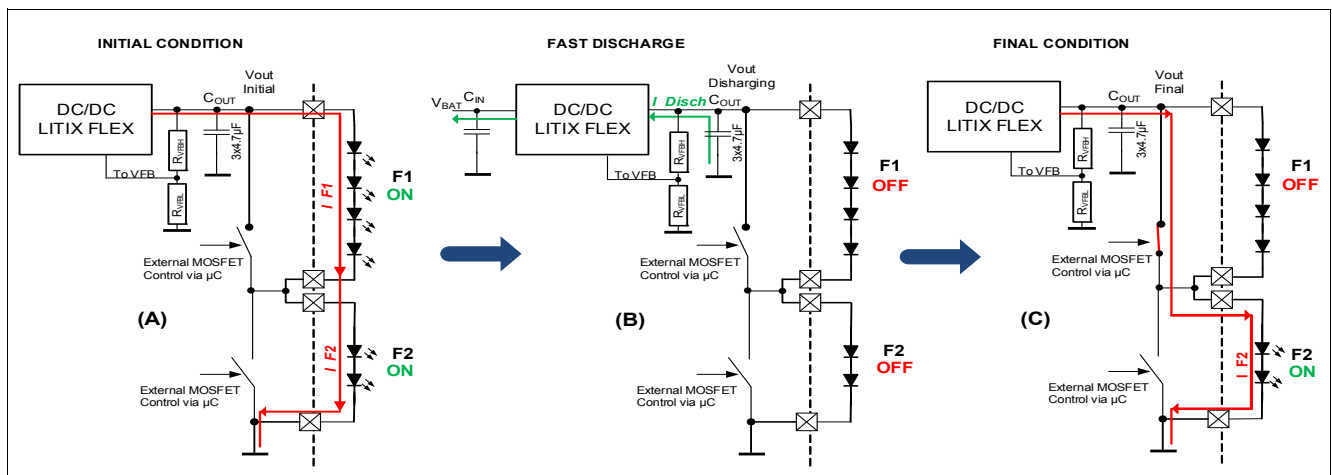 INITIAL CONDITION
DC/DC
LITIX FLEX
Vout
Initial
COUT
RVFBH
3x4.7µF
To VFB
RVFBL
I F1
F1
ON
External MOSFET
Control via µC
(A)
I F2
F2
ON
External MOSFET
Control via µC
FAST DISCHARGE
VBAT
CIN
DC/DC
LITIX FLEX
I Disch
Vout
Disharging
COUT
RVFBH
3x4.7µF
To VFB
RVFBL
F1
OFF
External MOSFET
Control via µC
(B)
F2
OFF
External MOSFET
Control via µC
FINAL CONDITION
DC/DC
LITIX FLEX
Vout
Final
COUT
RVFBH
3x4.7µF
To VFB
RVFBL
F1
OFF
External MOSFET
Control via µC
(C)
I F2
F2
ON
External MOSFET
Control via µC